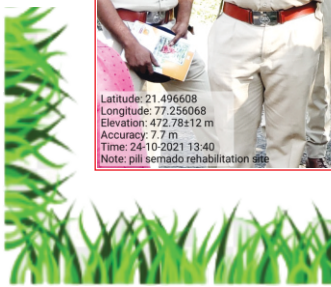 Latitude: 21.496608
Longitude: 77.256068
Elevation: 472.78±12 m
Accuracy: 7.7 m
Time: 24-10-2021 13:40
Note: pili semado rehabilitation site